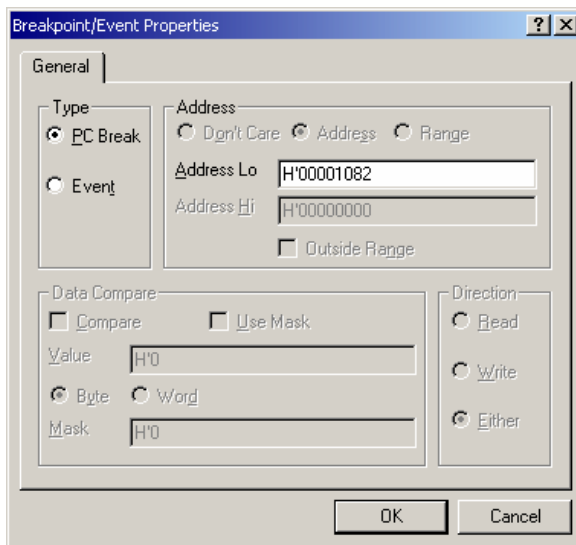 Breakpoint/Event Properties
General
Type
PC Break
Event
Address
Don't Care Address Range
Address Lo H'00001082
Address Hi H'00000000
Outside Range
Data Compare
Compare Use Mask
Value H'0
Byte Word
Mask H'0
Direction
Read
Write
Either
OK Cancel